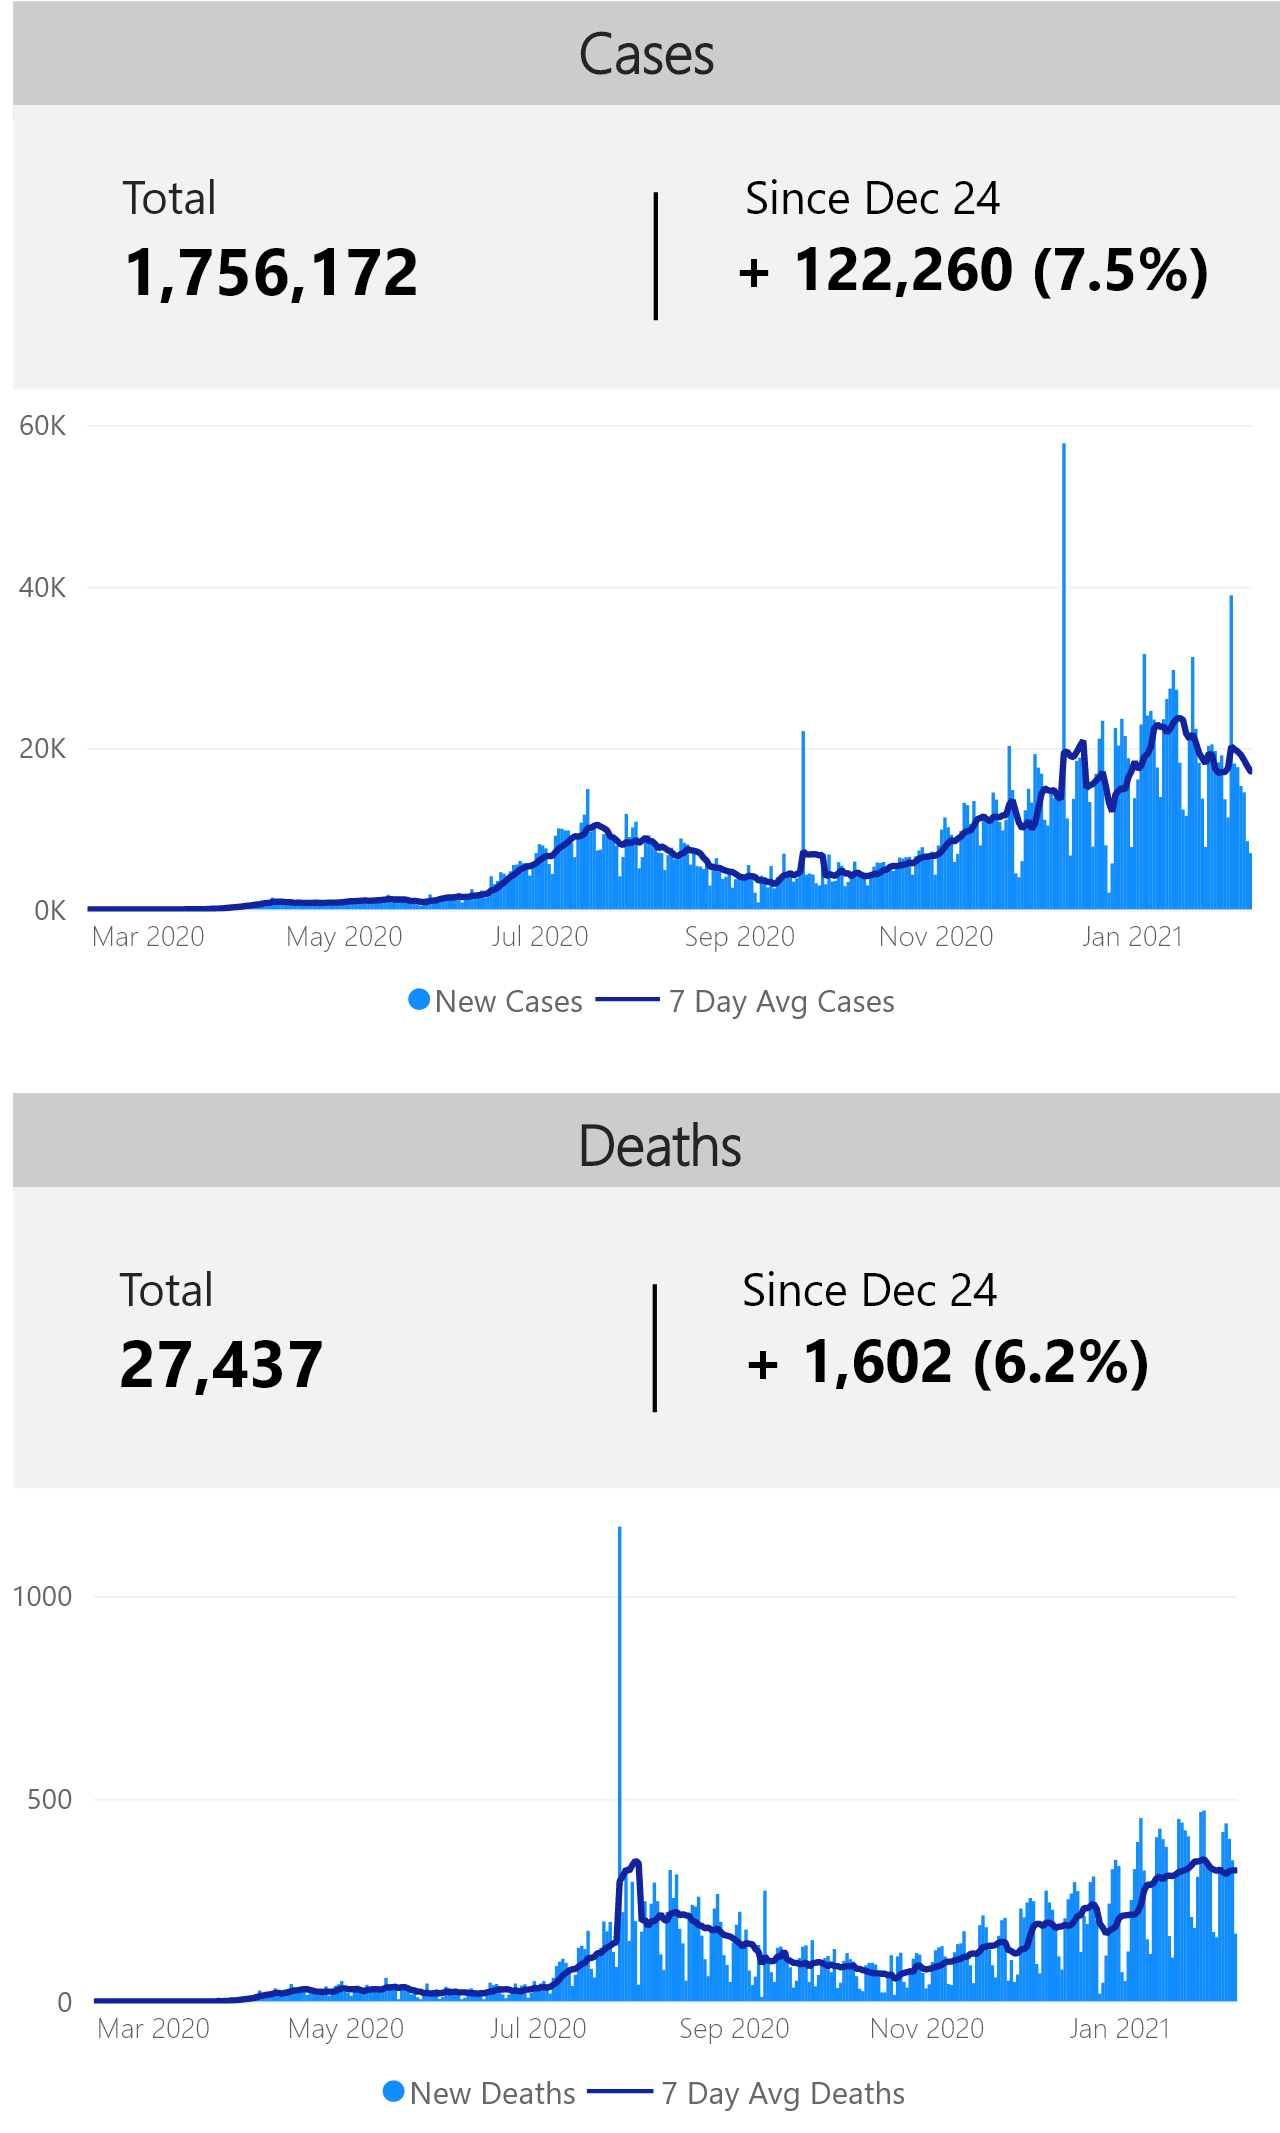 Cases
Total
Since Dec 24
1,756,172
+ 122,260 (7.5%)
60K
40K
20K
0K
Mar 2020 May 2020 Jul 2020 Sep 2020 Nov 2020 Jan 2021
New Cases 7 Day Avg Cases
Deaths
Total
Since Dec 24
27,437
+ 1,602 (6.2%)
1000
500
0
Mar 2020 May 2020 Jul 2020 Sep 2020 Nov 2020 Jan 2021
New Deaths 7 Day Avg Deaths